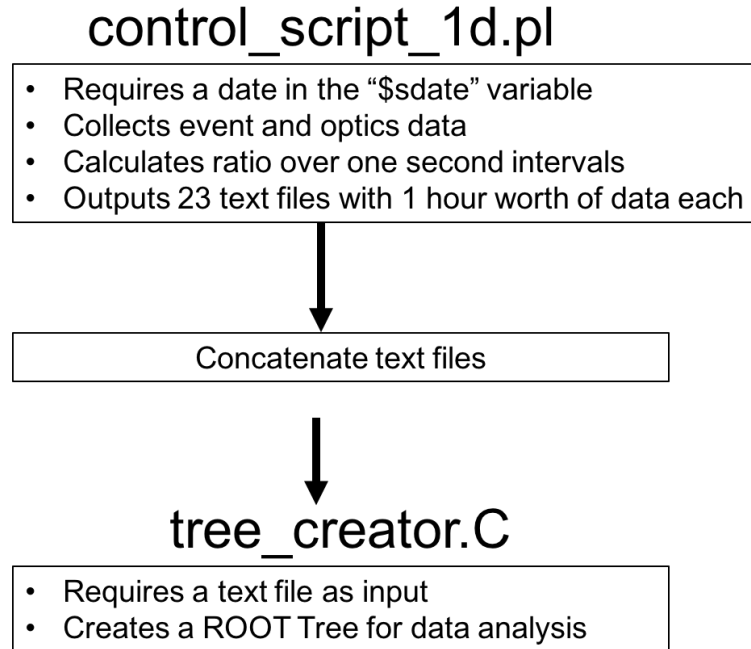 control_script_1d.pl
• Requires a date in the “$sdate” variable
• Collects event and optics data
• Calculates ratio over one second intervals
• Outputs 23 text files with 1 hour worth of data each
Concatenate text files
tree_creator.C
• Requires a text file as input
• Creates a ROOT Tree for data analysis